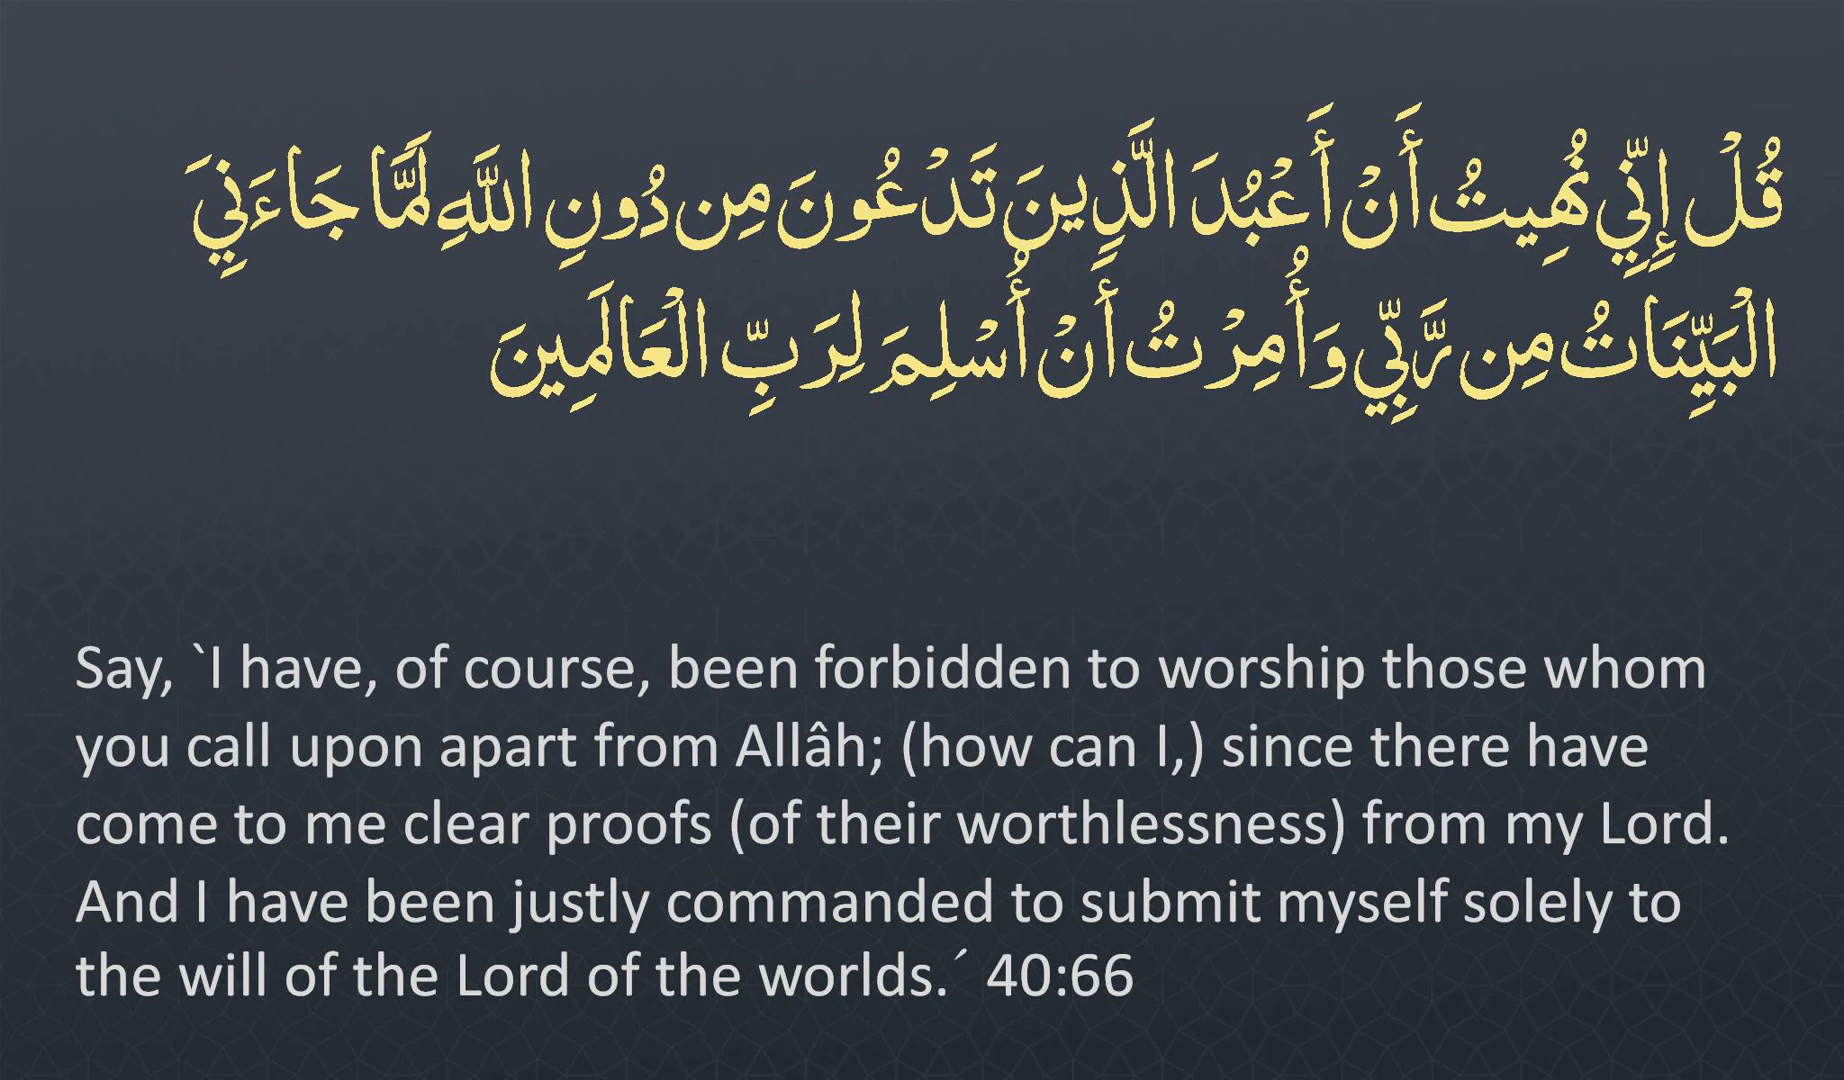 قُلْ إِنِّي نُهِيتُ أَنْ أَعْبُدَ الَّذِينَ تَدْعُونَ مِن دُونِ اللَّهِ لَمَّا جَاءَنِيَ
الْبَيِّنَاتُ مِن رَّبِّي وَأُمِرْتُ أَنْ أُسْلِمَ لِرَبِّ الْعَالَمِينَ
Say, `I have, of course, been forbidden to worship those whom
you call upon apart from Allâh; (how can I,) since there have
come to me clear proofs (of their worthlessness) from my Lord.
And I have been justly commanded to submit myself solely to
the will of the Lord of the worlds.´ 40:66